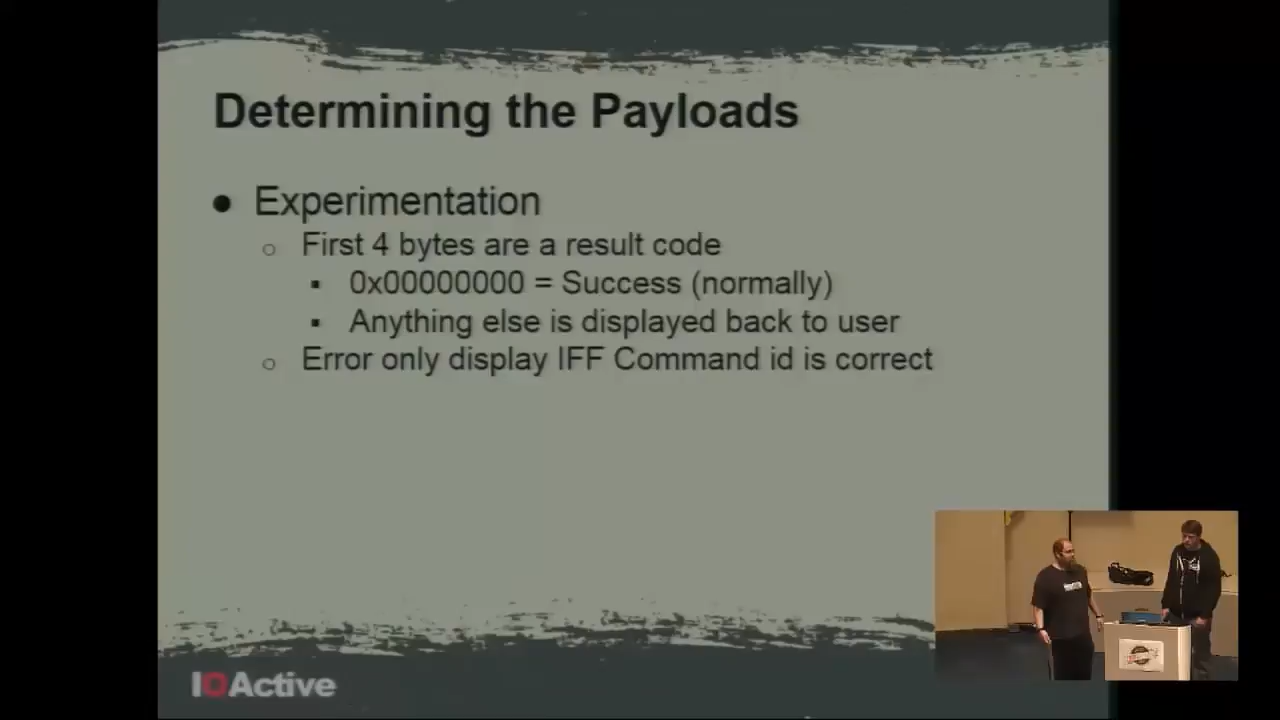 Determining the Payloads
● Experimentation
○ First 4 bytes are a result code
▪ 0x00000000 = Success (normally)
▪ Anything else is displayed back to user
○ Error only display IFF Command id is correct
IOActive